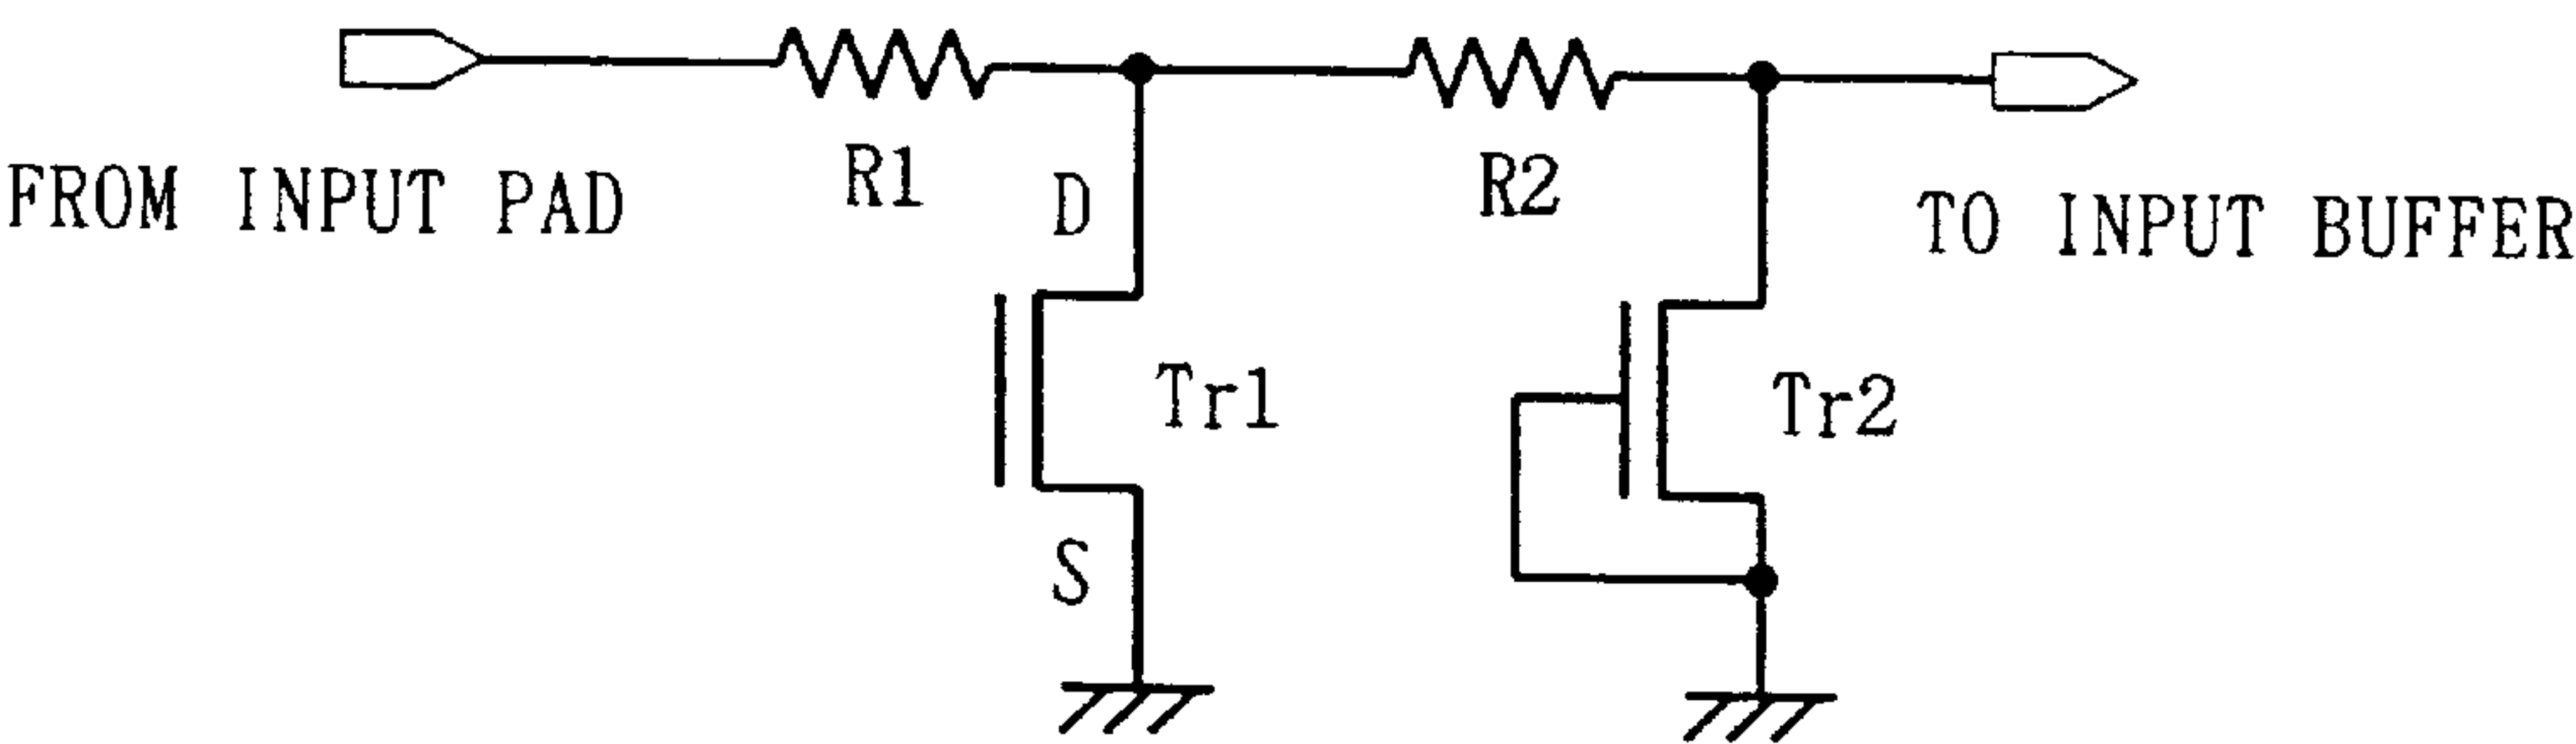 FROM INPUT PAD
R1
D
R2
TO INPUT BUFFER
Tr1
Tr2
S